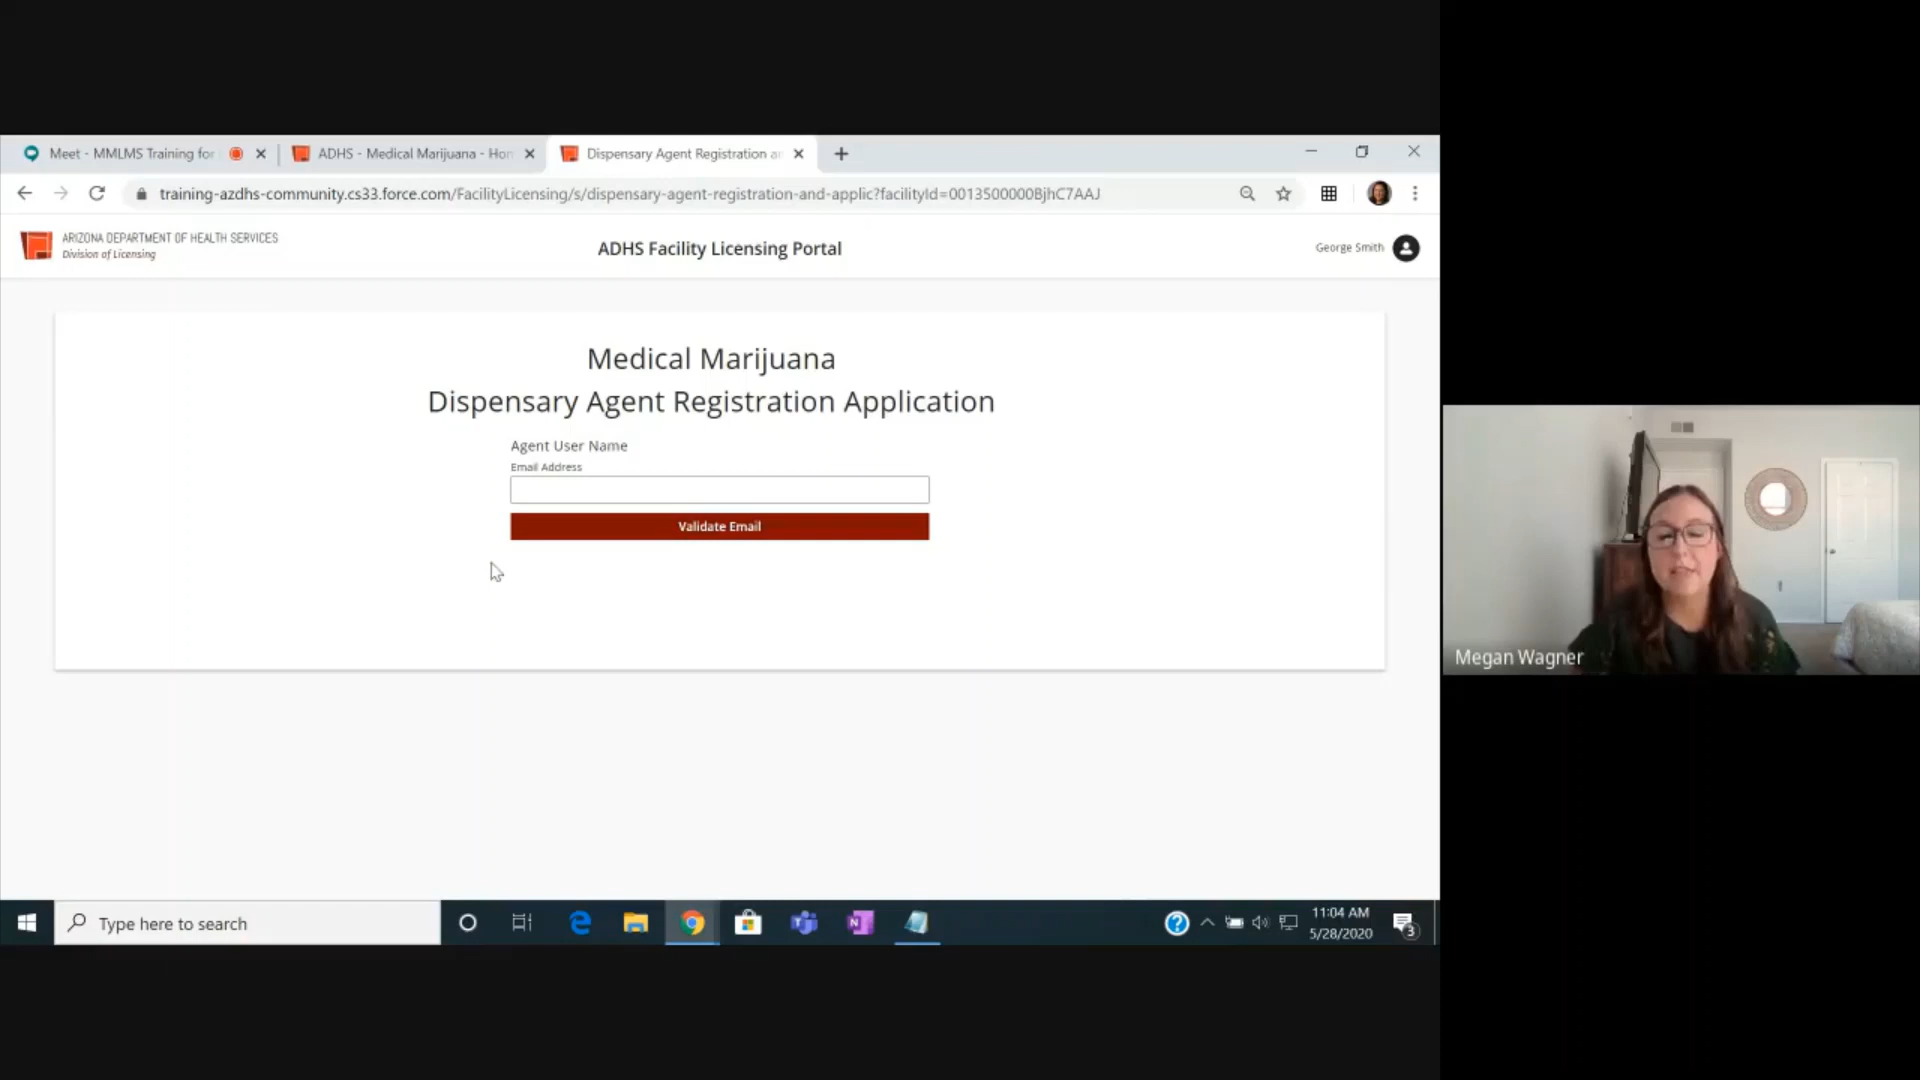 Meet - MMLMS Training for
ADHS - Medical Marijuana - Hon
Dispensary Agent Registration an
training-azdhs-community.cs33.force.com/FacilityLicensing/s/dispensary-agent-registration-and-applic?facilityId=0013500000BjhC7AAJ
ARIZONA DEPARTMENT OF HEALTH SERVICES
Division of Licensing
ADHS Facility Licensing Portal
George Smith
Medical Marijuana
Dispensary Agent Registration Application
Agent User Name
Email Address
Validate Email
Megan Wagner
Type here to search
11:04 AM
5/28/2020
3